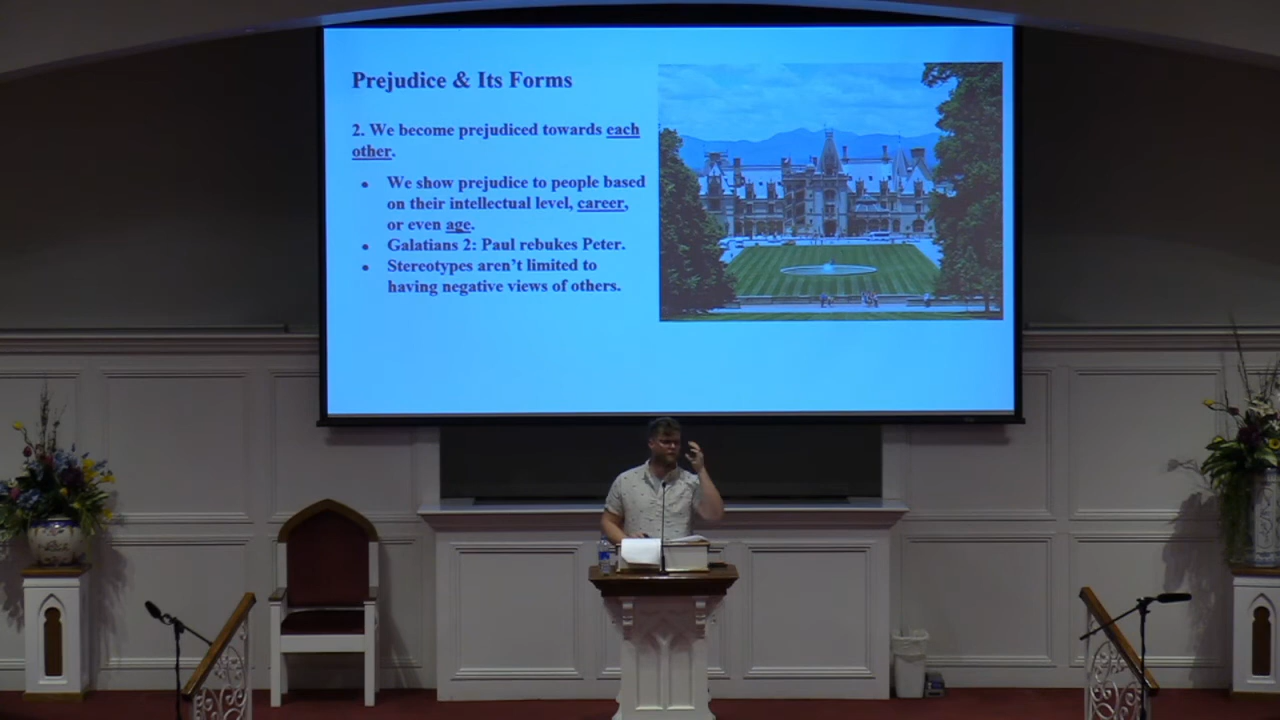 Prejudice & Its Forms
2. We become prejudiced towards each
other.
• We show prejudice to people based
on their intellectual level, career,
or even age.
• Galatians 2: Paul rebukes Peter.
• Stereotypes aren't limited to
having negative views of others.